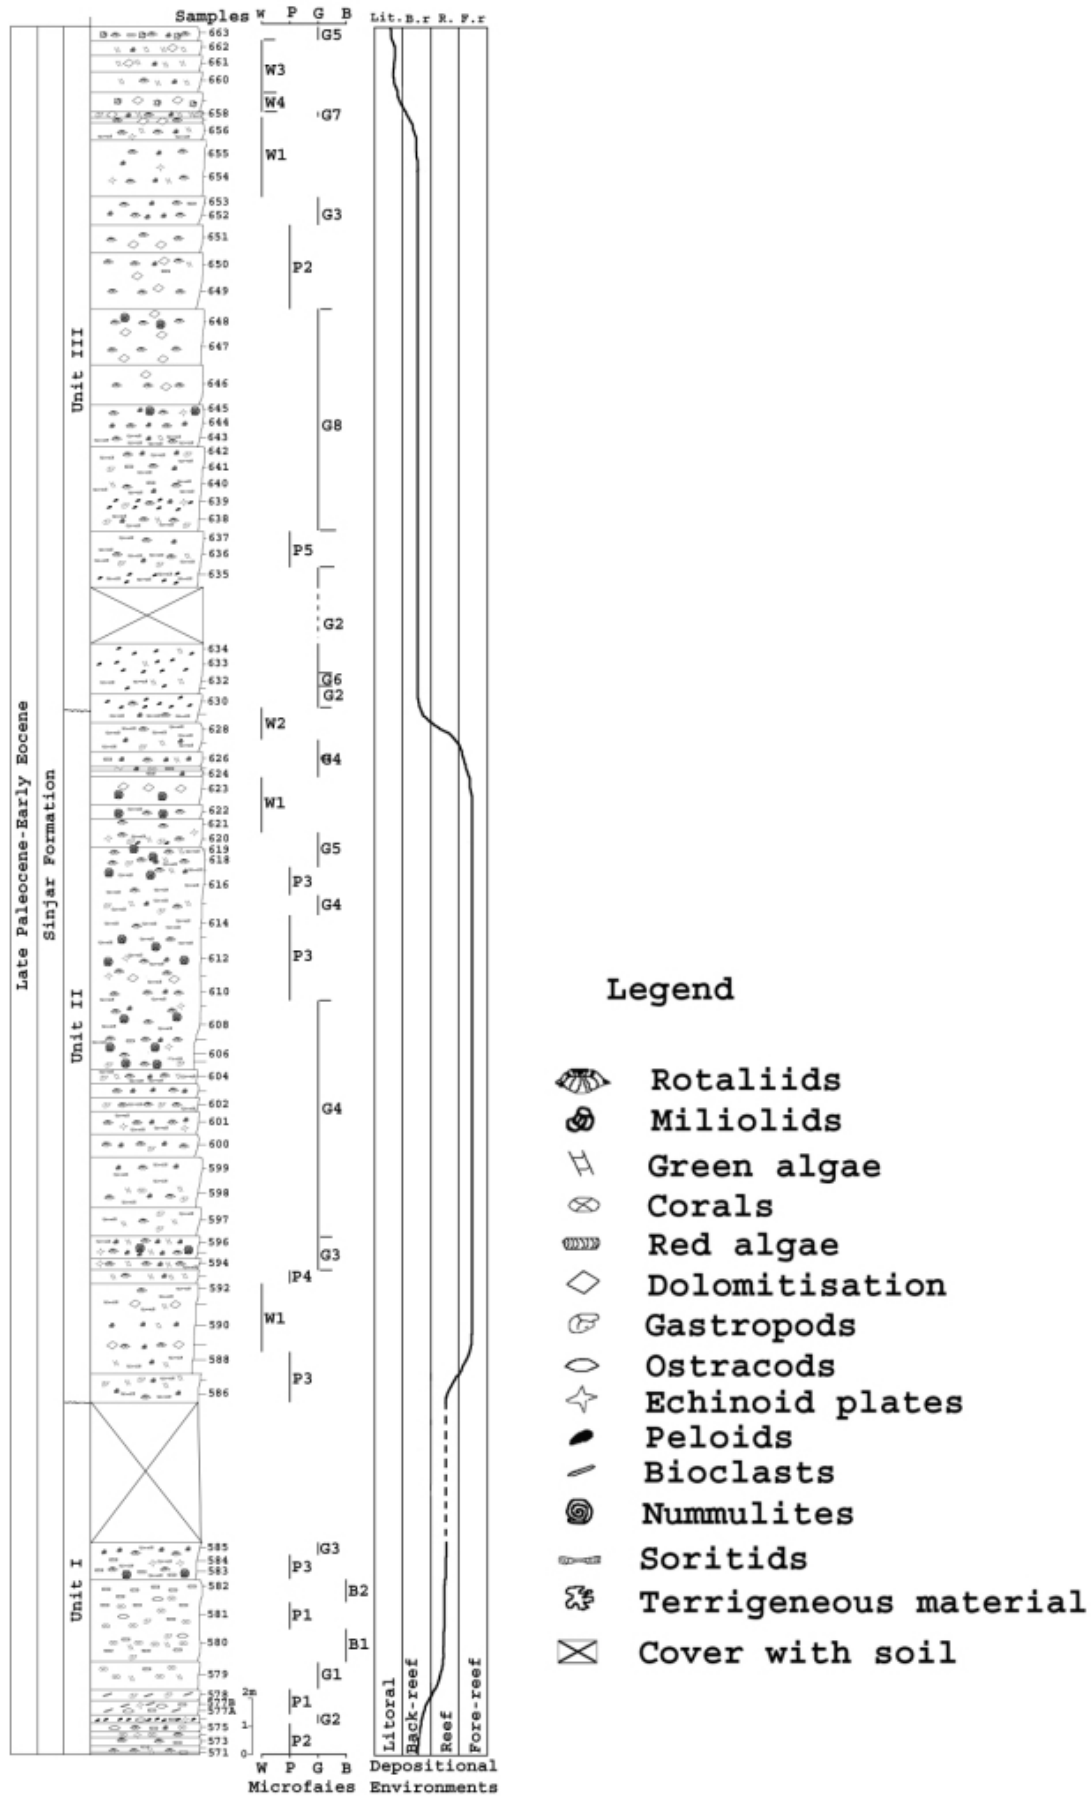 Samples W P G B Lit. B.r R. F.r
663 G5
662
661 W3
660
W4
658 G7
656
655 W1
654
653
652 G3
651
650 P2
649
648
647
646
645
644
643 G8
642
641
640
639
638
637
636 P5
635
G2
634
633
632 G6
630 G2
628 W2
626
624
623
622 W1
621
620
619 G5
618
616 P3
G4
614
612 P3
610
608
606
604
602 G4
601
600
599
598
597
596
594 G3
P4
592
590 W1
588
586 P3
585 G3
584
583 P3
582 B2
581 P1
580 B1
579 G1
578
577B P1
577A
575 G2
573 P2
571
2m
1
0
Late Paleocene-Early Eocene
Sinjar Formation
Unit III
Unit II
Unit I
Litoral
Back-reef
Reef
Fore-reef
W P G B
Microfaies
Depositional
Environments
Legend
Rotaliids
Miliolids
Green algae
Corals
Red algae
Dolomitisation
Gastropods
Ostracods
Echinoid plates
Peloids
Bioclasts
Nummulites
Soritids
Terrigeneous material
Cover with soil